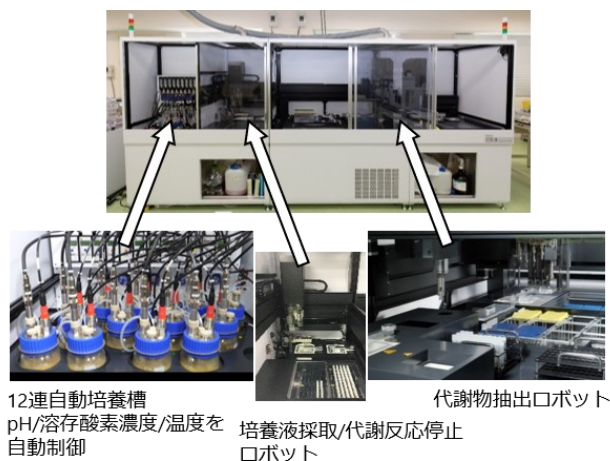 12連自動培養槽
pH/溶存酸素濃度/温度を
自動制御
培養液採取/代謝反応停止
ロボット
代謝物抽出ロボット